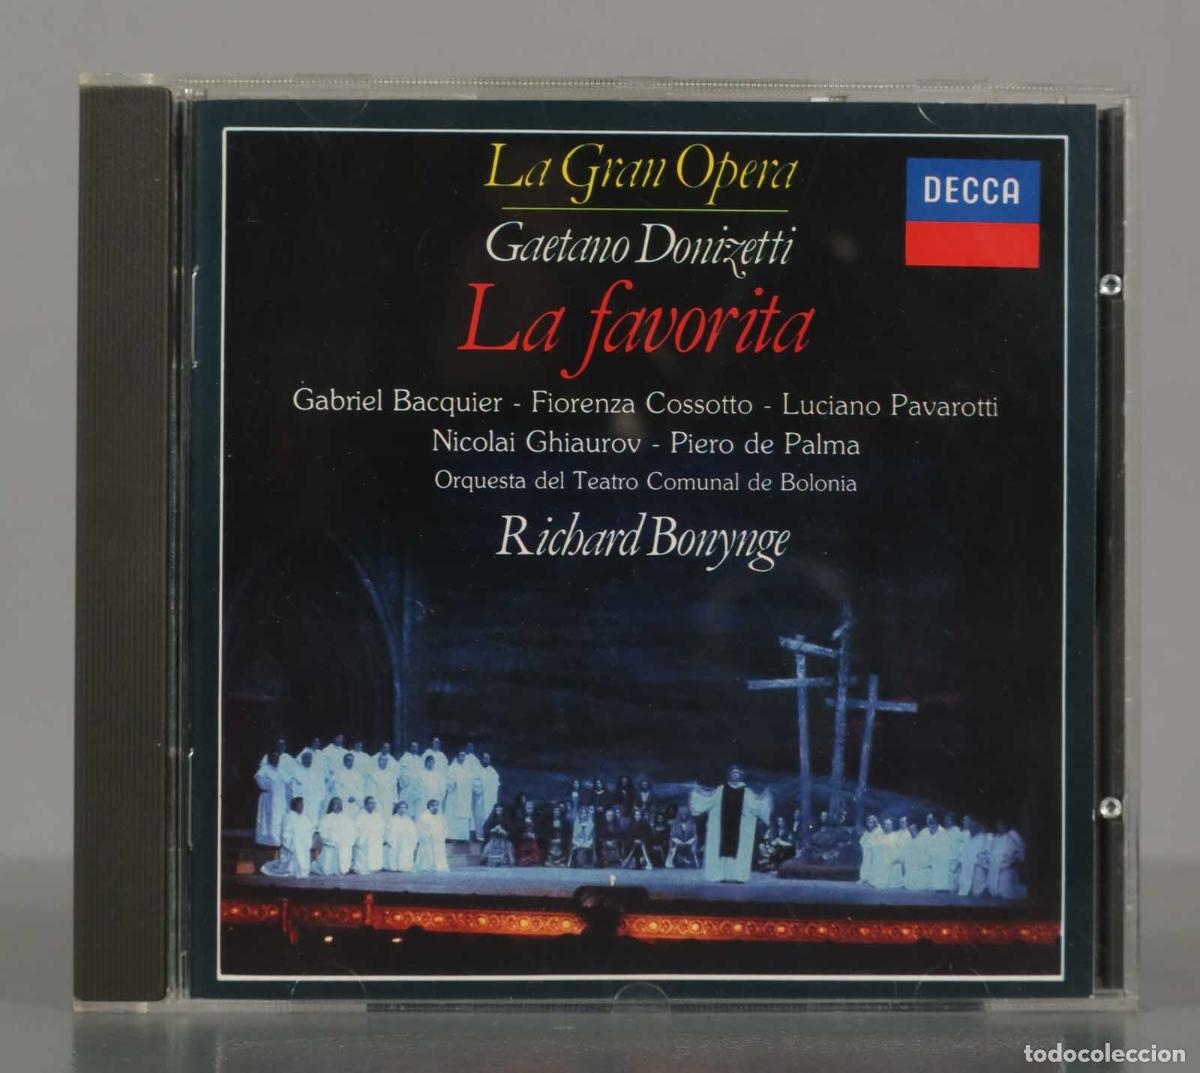 La Gran Opera
DECCA
Gaetano Donizetti
La favorita
Gabriel Bacquier - Fiorenza Cossotto - Luciano Pavarotti
Nicolai Ghiaurov - Piero de Palma
Orquesta del Teatro Comunal de Bolonia
Richard Bonynge
todocoleccion